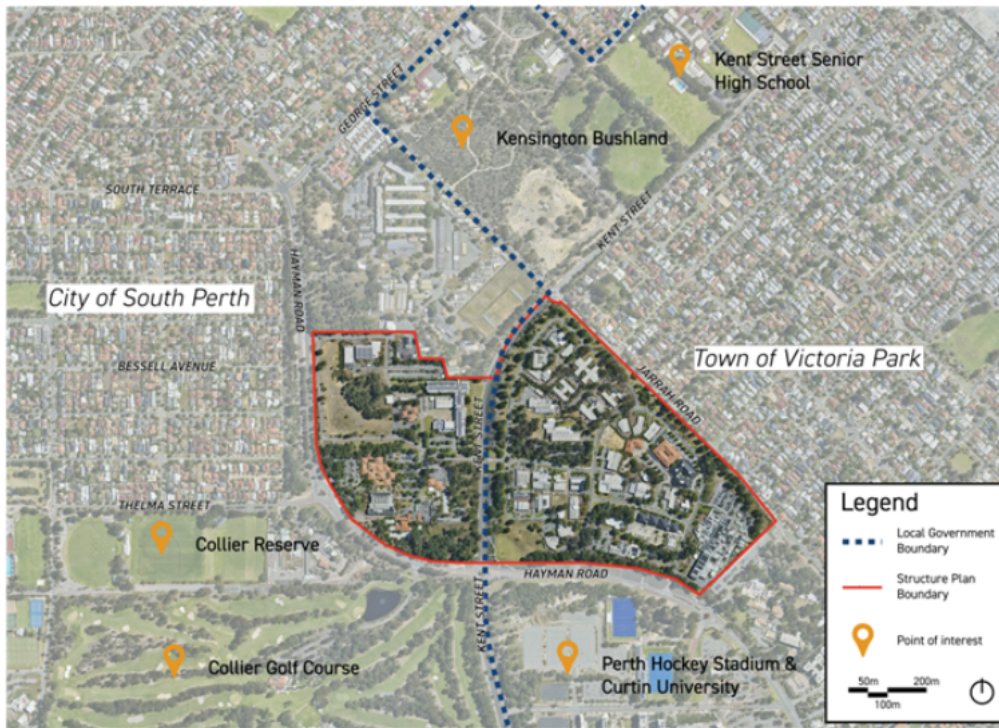 Kent Street Senior
High School
GEORGE STREET
Kensington Bushland
SOUTH TERRACE
KENT STREET
HAYMAN ROAD
City of South Perth
BESSELL AVENUE
Town of Victoria Park
JARRAH ROAD
STREET
THELMA STREET
Collier Reserve
HAYMAN ROAD
KENT STREET
Collier Golf Course
Perth Hockey Stadium &
Curtin University
Legend
Local Government
Boundary
Structure Plan
Boundary
Point of interest
50m 200m
100m